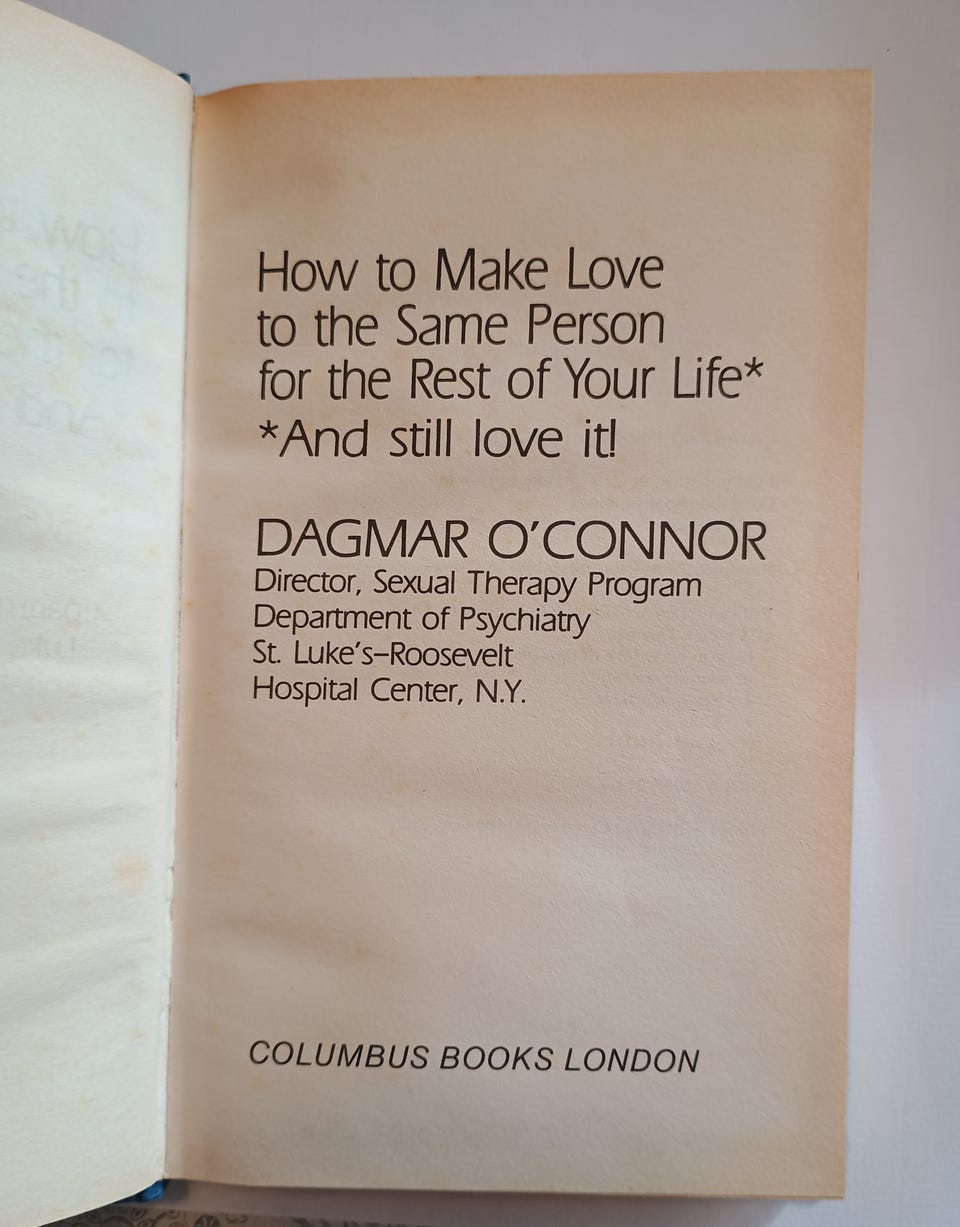 How to Make Love
to the Same Person
for the Rest of Your Life*
*And still love it!
DAGMAR O'CONNOR
Director, Sexual Therapy Program
Department of Psychiatry
St. Luke's–Roosevelt
Hospital Center, N.Y.
COLUMBUS BOOKS LONDON